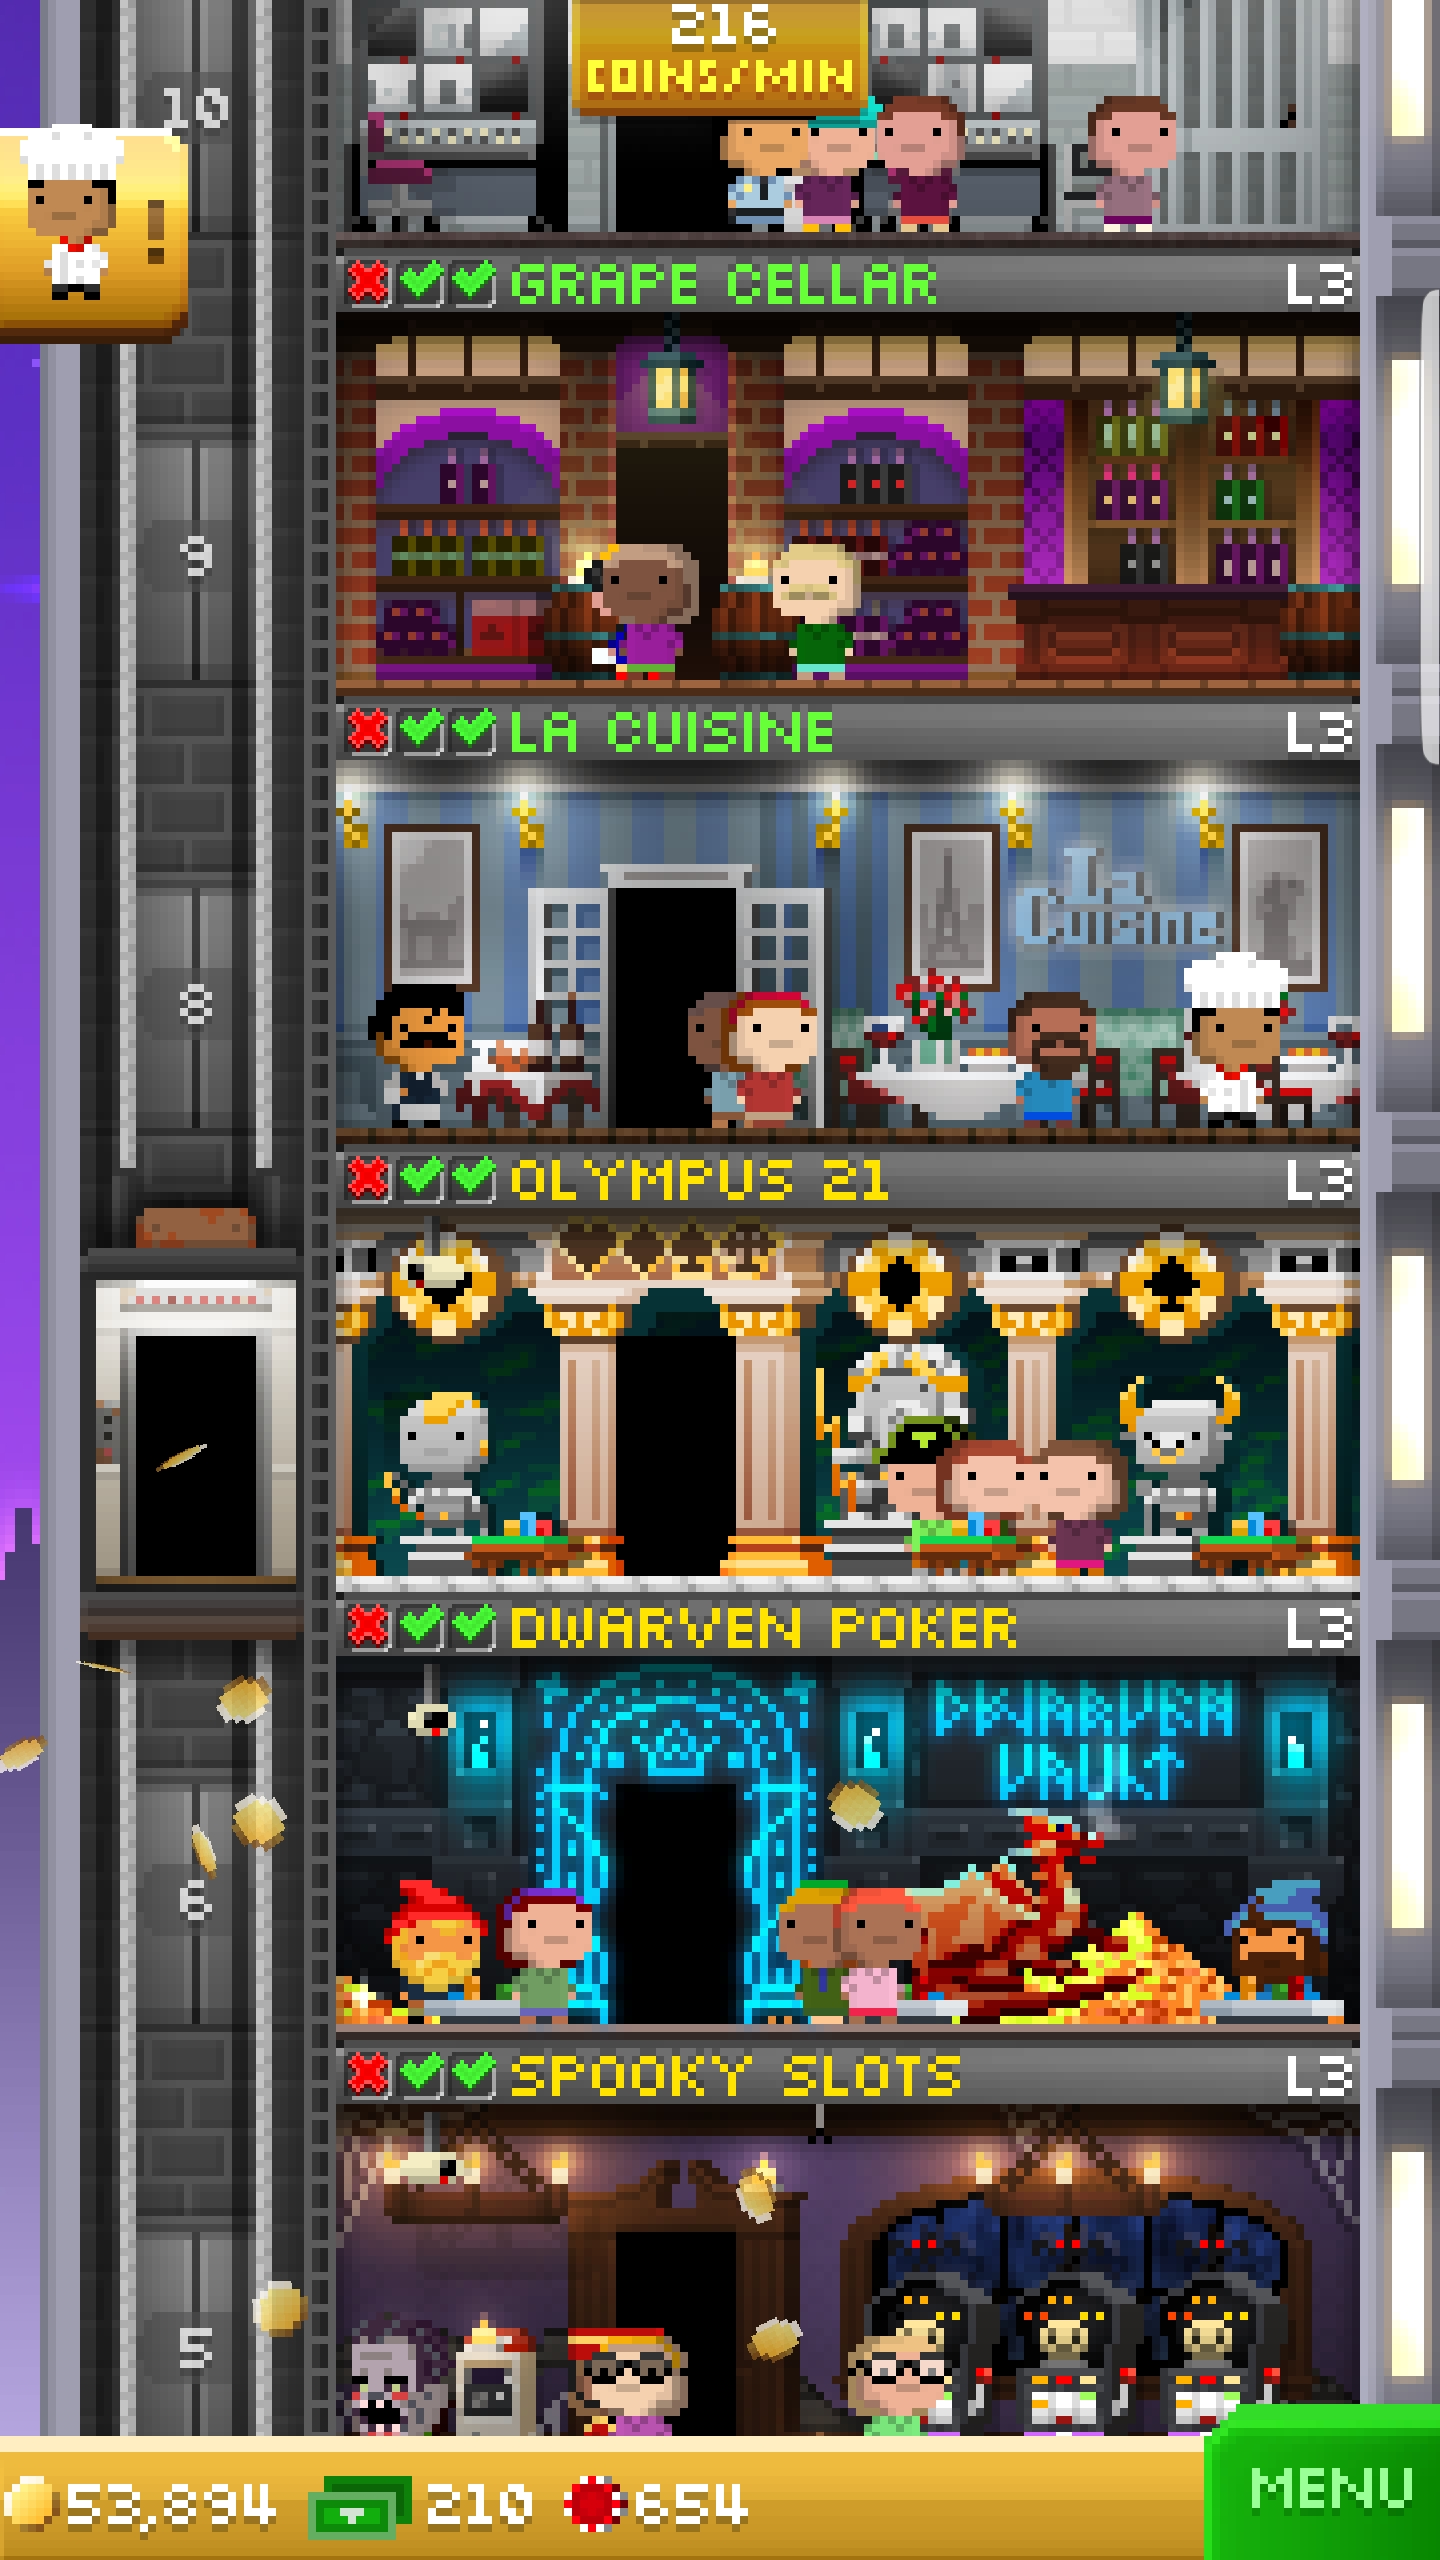 216
COINS/MIN
10
!
GRAPE CELLAR L3
9
LA CUISINE L3
La
Cuisine
8
OLYMPUS 21 L3
DWARVEN POKER L3
DWARVEN
VAULT
6
SPOOKY SLOTS L3
5
53,894 210 654
MENU